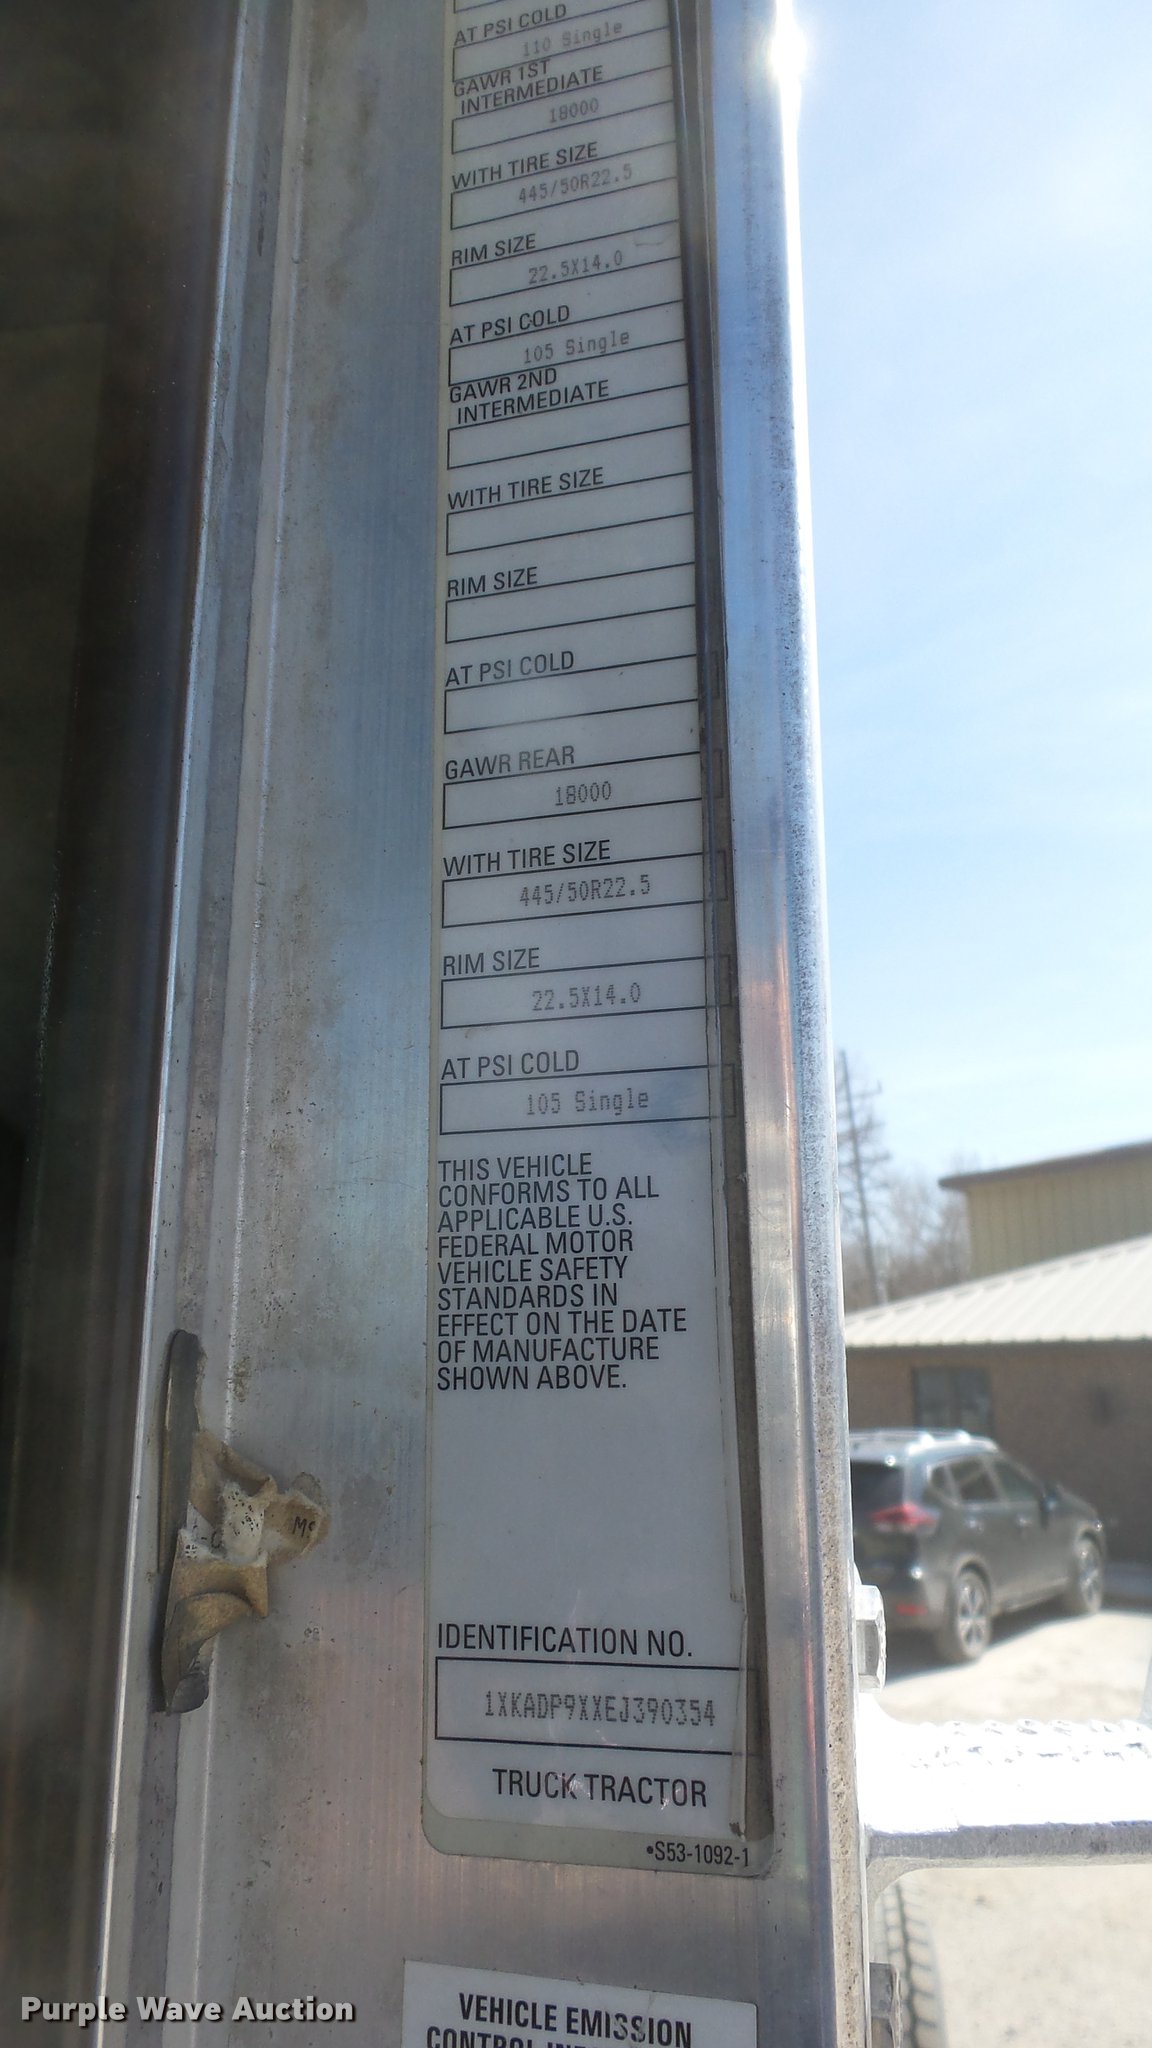 AT PSI COLD
110 Single
GAWR 1ST
INTERMEDIATE
18000
WITH TIRE SIZE
445/50R22.5
RIM SIZE
22.5X14.0
AT PSI COLD
105 Single
GAWR 2ND
INTERMEDIATE
WITH TIRE SIZE
RIM SIZE
AT PSI COLD
GAWR REAR
18000
WITH TIRE SIZE
445/50R22.5
RIM SIZE
22.5X14.0
AT PSI COLD
105 Single
THIS VEHICLE
CONFORMS TO ALL
APPLICABLE U.S.
FEDERAL MOTOR
VEHICLE SAFETY
STANDARDS IN
EFFECT ON THE DATE
OF MANUFACTURE
SHOWN ABOVE.
IDENTIFICATION NO.
1XKADP9XXEJ390354
TRUCK TRACTOR
•S53-1092-1
VEHICLE EMISSION
CONTROL
Purple Wave Auction